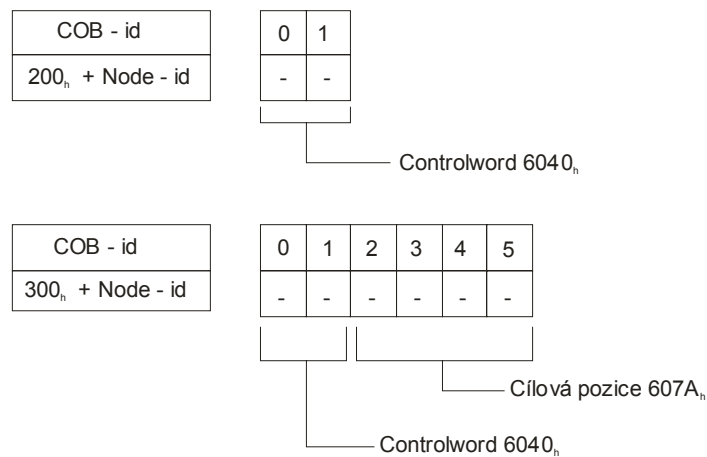 COB - id 0 1
200h + Node - id - -
Controlword 6040h
COB - id 0 1 2 3 4 5
300h + Node - id - - - - - -
Cílová pozice 607Ah
Controlword 6040h